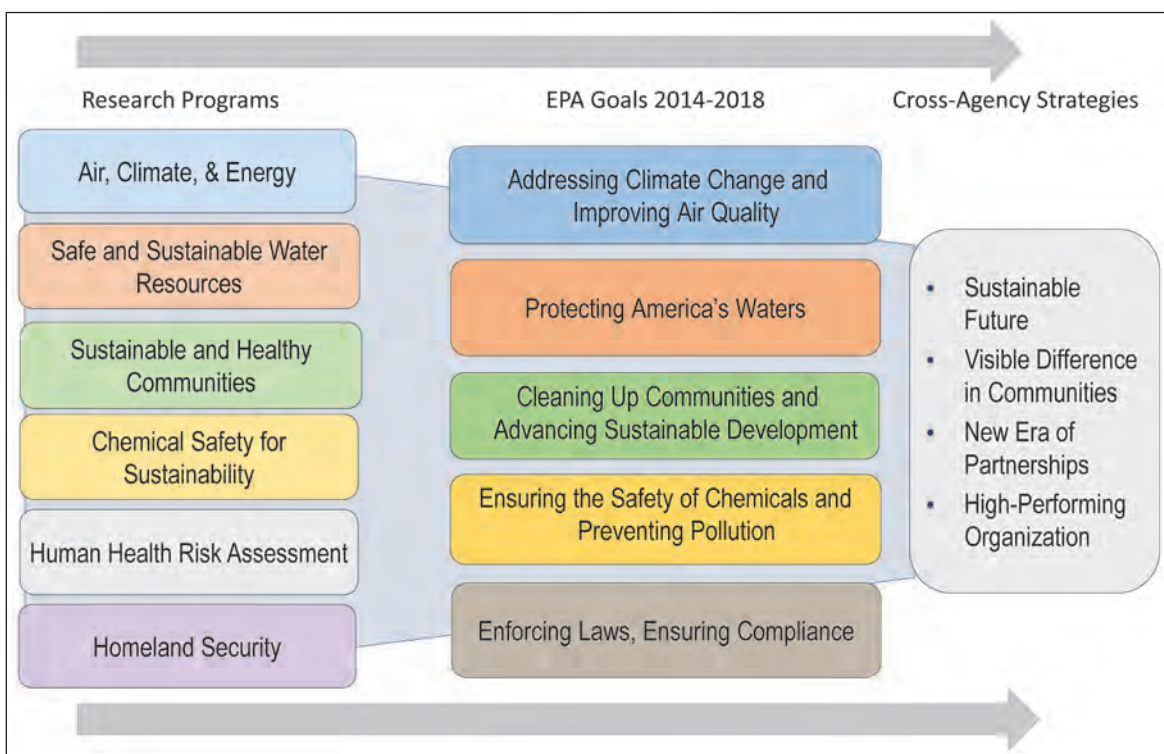 Research Programs
EPA Goals 2014-2018
Cross-Agency Strategies
Air, Climate, & Energy
Safe and Sustainable Water
Resources
Sustainable and Healthy
Communities
Chemical Safety for
Sustainability
Human Health Risk Assessment
Homeland Security
Addressing Climate Change and
Improving Air Quality
Protecting America’s Waters
Cleaning Up Communities and
Advancing Sustainable Development
Ensuring the Safety of Chemicals and
Preventing Pollution
Enforcing Laws, Ensuring Compliance
• Sustainable
Future
• Visible Difference
in Communities
• New Era of
Partnerships
• High-Performing
Organization